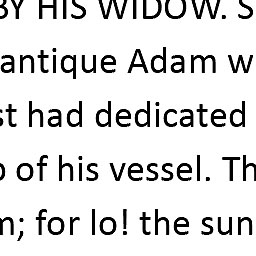 BY HIS WIDOW. S
antique Adam w
st had dedicated
of his vessel. Th
m; for lo! the sun